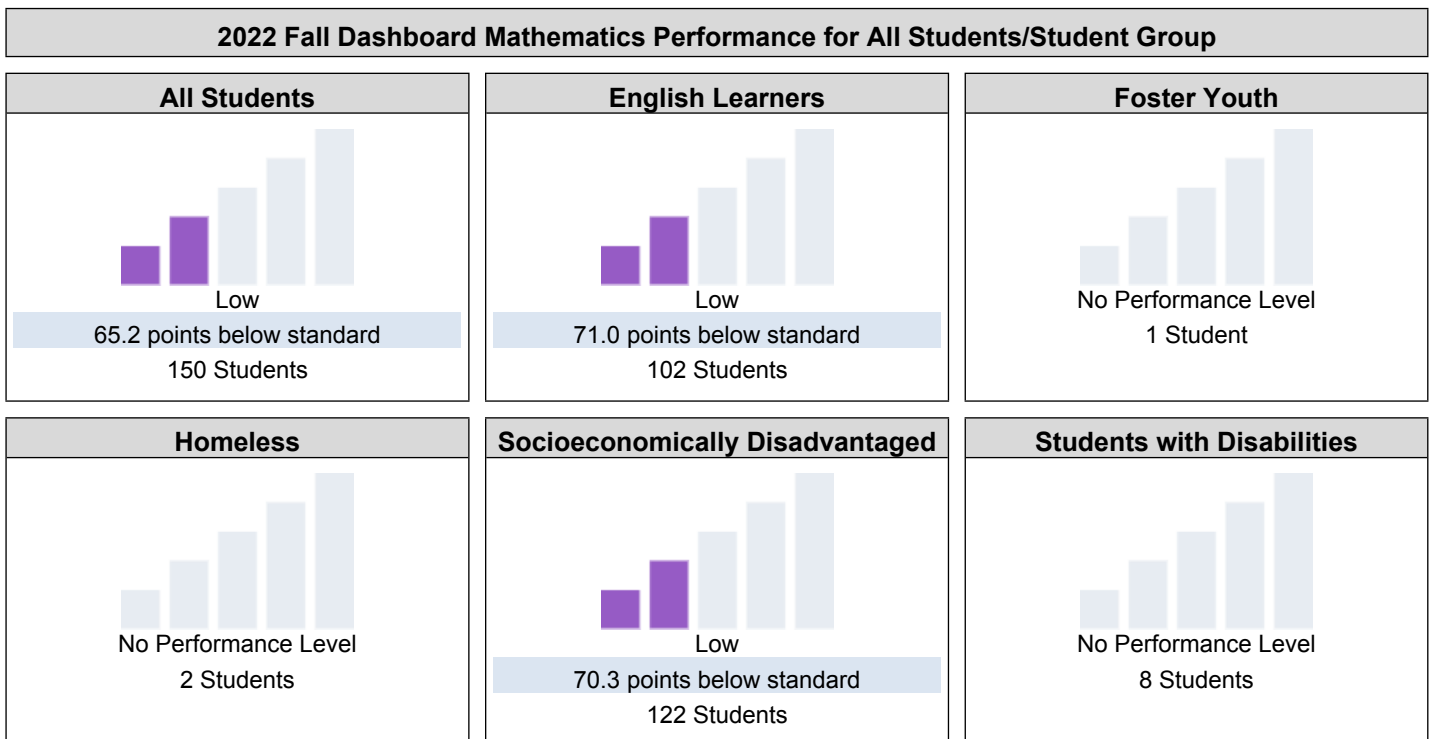 2022 Fall Dashboard Mathematics Performance for All Students/Student Group
All Students
Low
65.2 points below standard
150 Students
English Learners
Low
71.0 points below standard
102 Students
Foster Youth
No Performance Level
1 Student
Homeless
No Performance Level
2 Students
Socioeconomically Disadvantaged
Low
70.3 points below standard
122 Students
Students with Disabilities
No Performance Level
8 Students